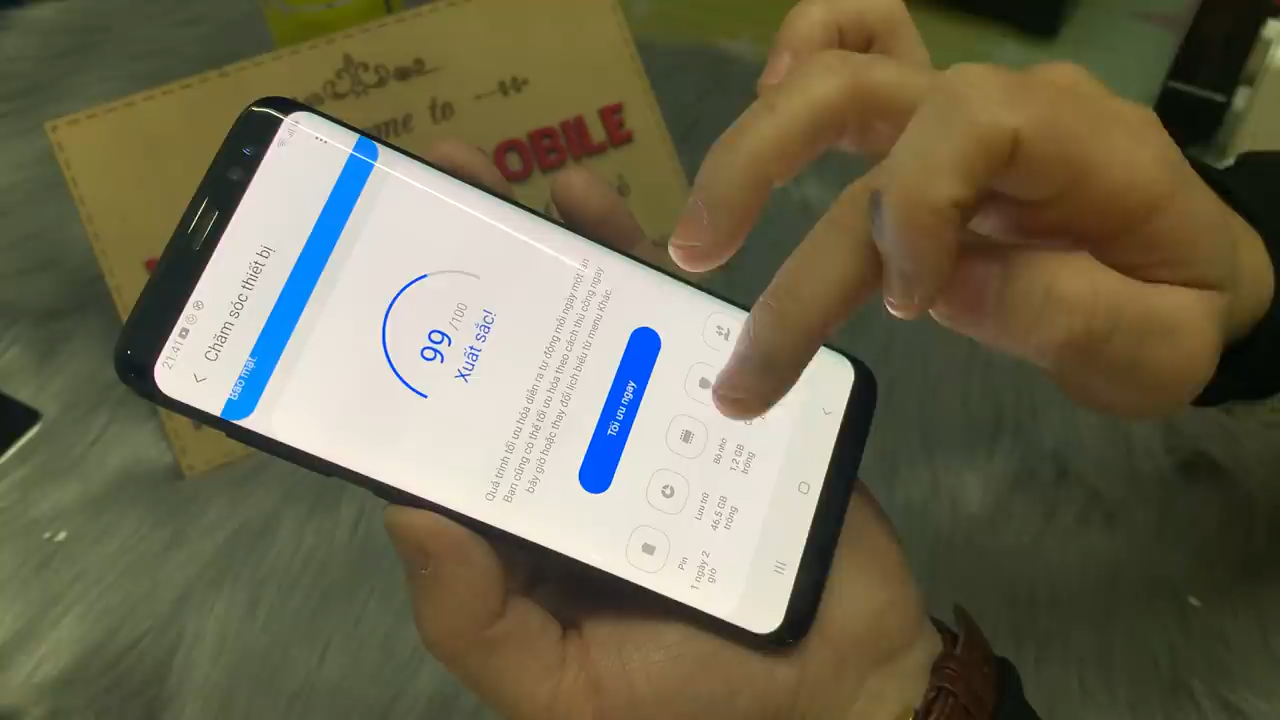 me to
OBILE
21:41
Chăm sóc thiết bị
Bảo mật
99 /100
Xuất sắc!
Quá trình tối ưu hóa diễn ra tự động mỗi ngày một lần
Bạn cũng có thể tối ưu hóa theo cách thủ công ngay
bây giờ hoặc thay đổi lịch biểu từ menu Khác.
Tối ưu ngay
Pin
1 ngày 2
giờ
Lưu trữ
46,5 GB
trống
Bộ nhớ
1,2 GB
trống